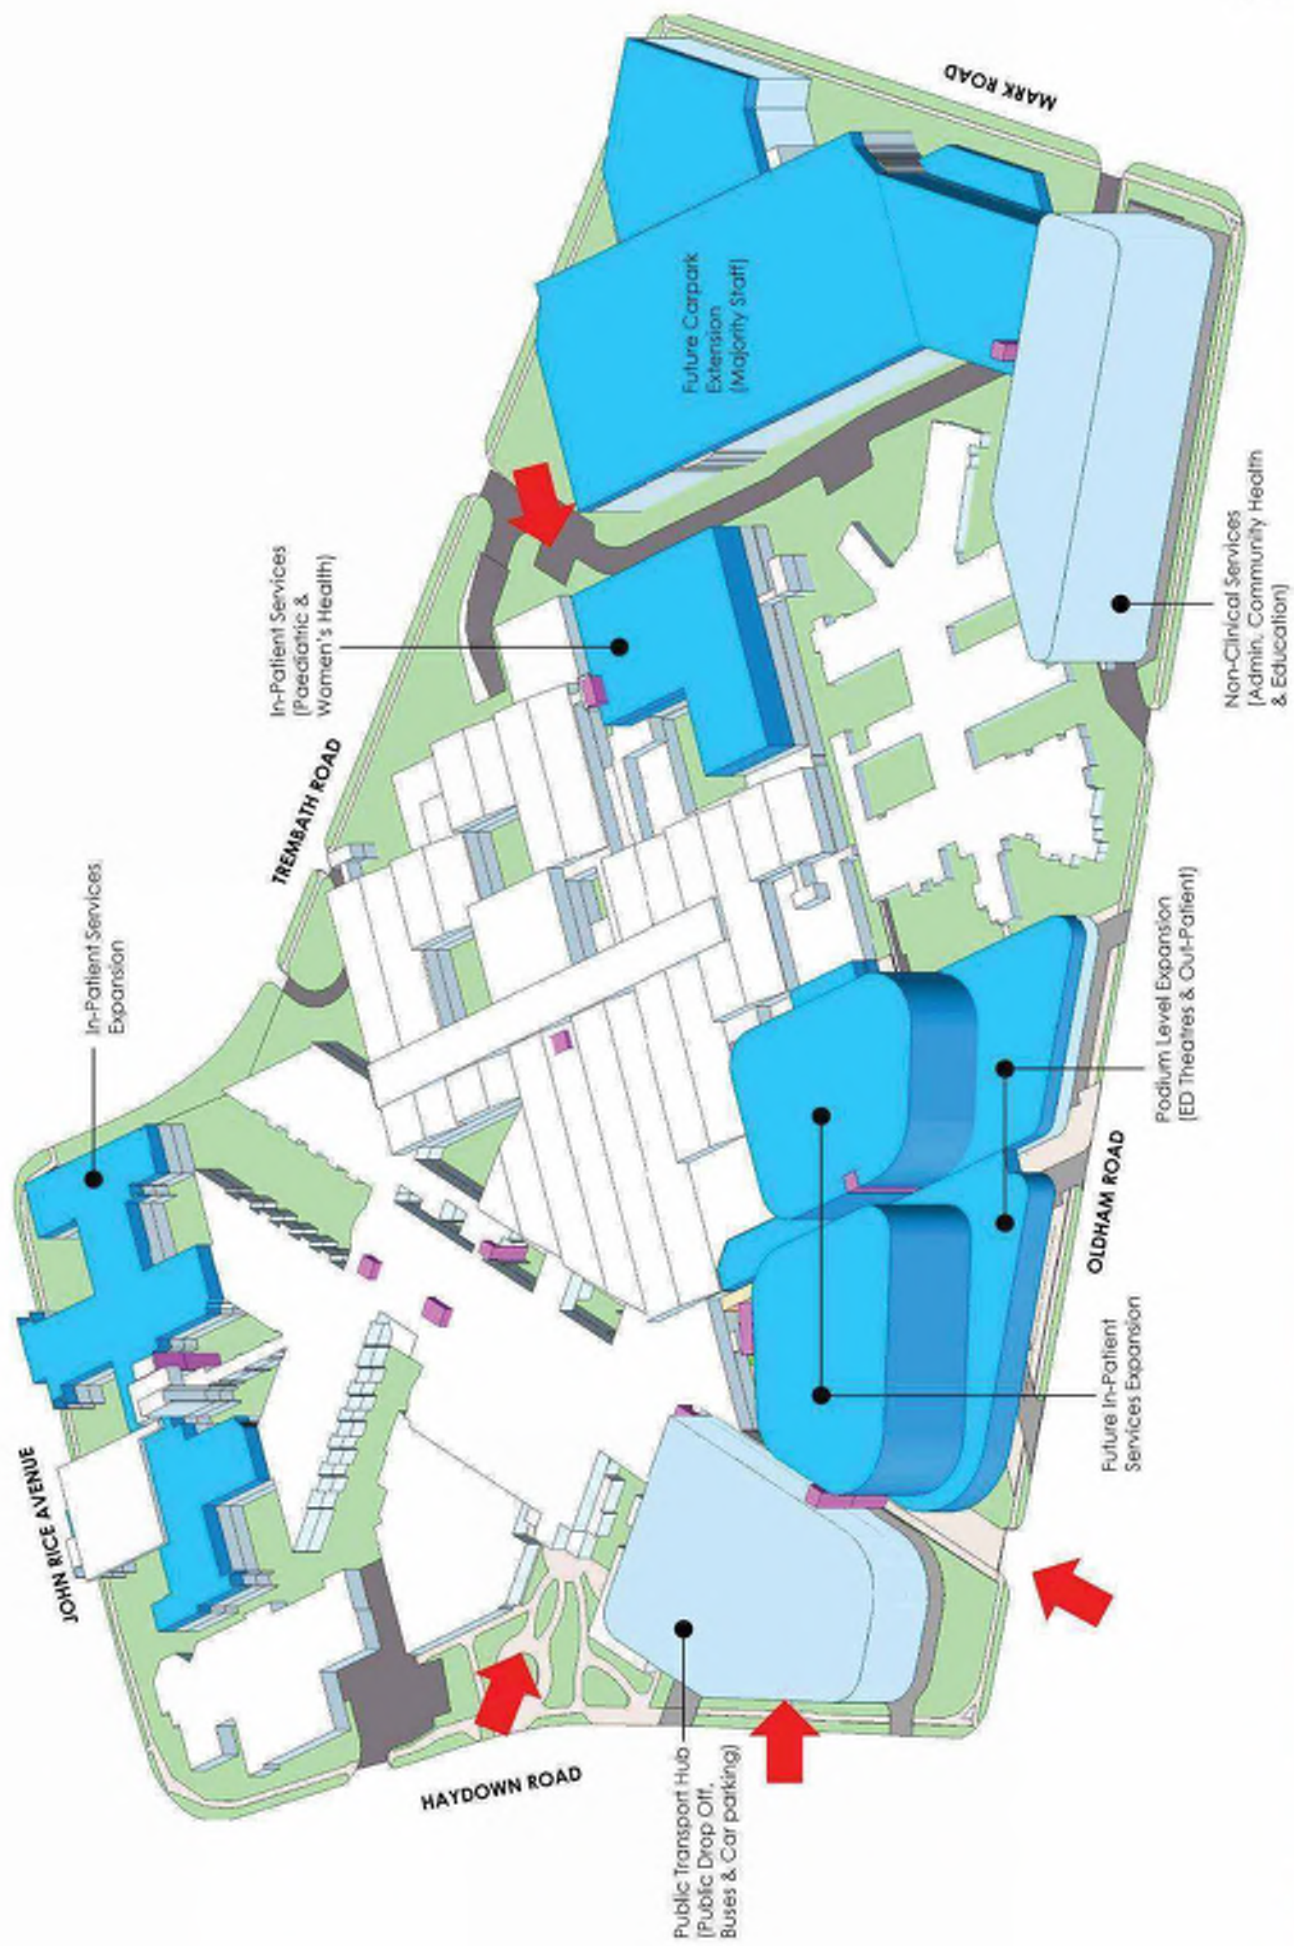 MARK ROAD
Future Carpark
Extension
(Majority Staff)
In-Patient Services
(Paediatric &
Women's Health)
Non-Clinical Services
(Admin, Community Health
& Education)
TREMBATH ROAD
In-Patient Services
Expansion
Podium Level Expansion
(ED Theatres & Out-Patient)
OLDHAM ROAD
Future In-Patient
Services Expansion
JOHN RICE AVENUE
HAYDOWN ROAD
Public Transport Hub
(Public Drop Off,
Buses & Car parking)